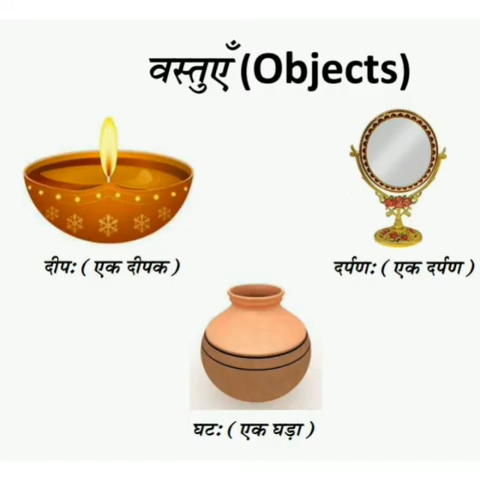 वस्तुएँ (Objects)
दीपः ( एक दीपक )
दर्पणः ( एक दर्पण )
घटः ( एक घड़ा )